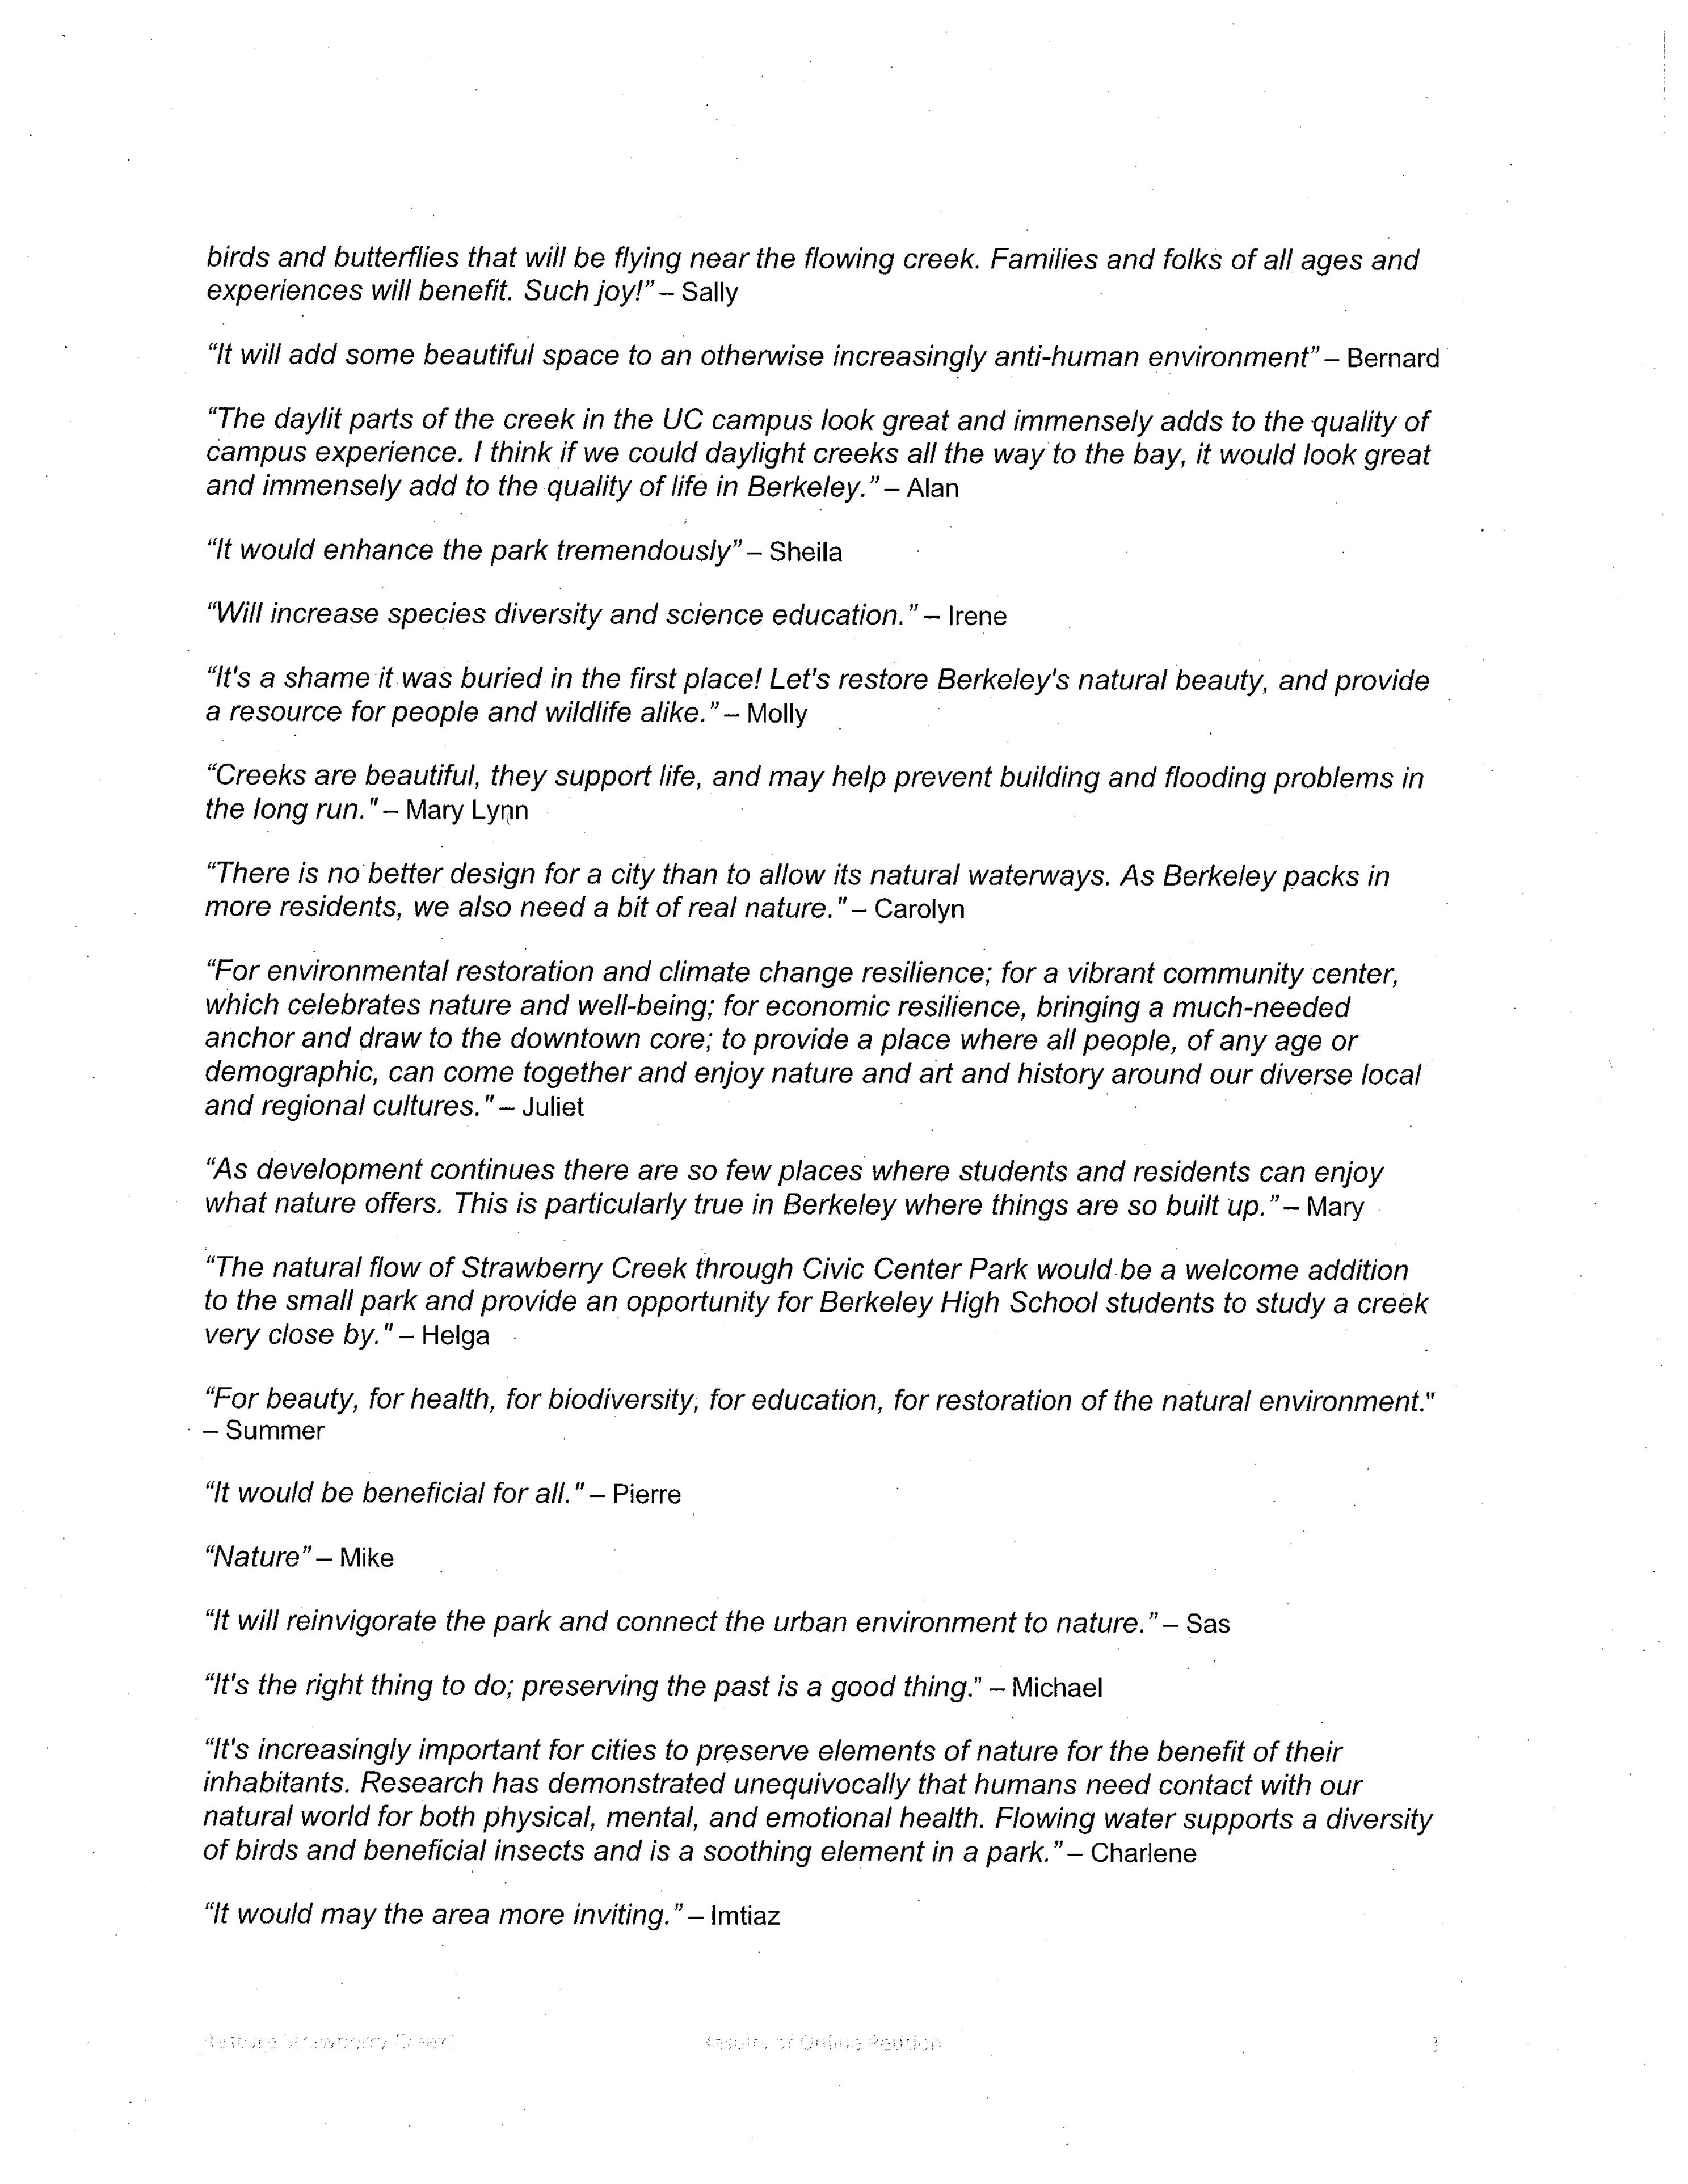 birds and butterflies that will be flying near the flowing creek. Families and folks of all ages and
experiences will benefit. Such joy!" – Sally
"It will add some beautiful space to an otherwise increasingly anti-human environment" – Bernard
"The daylit parts of the creek in the UC campus look great and immensely adds to the quality of
campus experience. I think if we could daylight creeks all the way to the bay, it would look great
and immensely add to the quality of life in Berkeley." – Alan
"It would enhance the park tremendously" – Sheila
"Will increase species diversity and science education." – Irene
"It's a shame it was buried in the first place! Let's restore Berkeley's natural beauty, and provide
a resource for people and wildlife alike." – Molly
"Creeks are beautiful, they support life, and may help prevent building and flooding problems in
the long run." – Mary Lynn
"There is no better design for a city than to allow its natural waterways. As Berkeley packs in
more residents, we also need a bit of real nature." – Carolyn
"For environmental restoration and climate change resilience; for a vibrant community center,
which celebrates nature and well-being; for economic resilience, bringing a much-needed
anchor and draw to the downtown core; to provide a place where all people, of any age or
demographic, can come together and enjoy nature and art and history around our diverse local
and regional cultures." – Juliet
"As development continues there are so few places where students and residents can enjoy
what nature offers. This is particularly true in Berkeley where things are so built up." – Mary
"The natural flow of Strawberry Creek through Civic Center Park would be a welcome addition
to the small park and provide an opportunity for Berkeley High School students to study a creek
very close by." – Helga
"For beauty, for health, for biodiversity, for education, for restoration of the natural environment."
– Summer
"It would be beneficial for all." – Pierre
"Nature" – Mike
"It will reinvigorate the park and connect the urban environment to nature." – Sas
"It's the right thing to do; preserving the past is a good thing." – Michael
"It's increasingly important for cities to preserve elements of nature for the benefit of their
inhabitants. Research has demonstrated unequivocally that humans need contact with our
natural world for both physical, mental, and emotional health. Flowing water supports a diversity
of birds and beneficial insects and is a soothing element in a park." – Charlene
"It would may the area more inviting." – Imtiaz
Online Petition